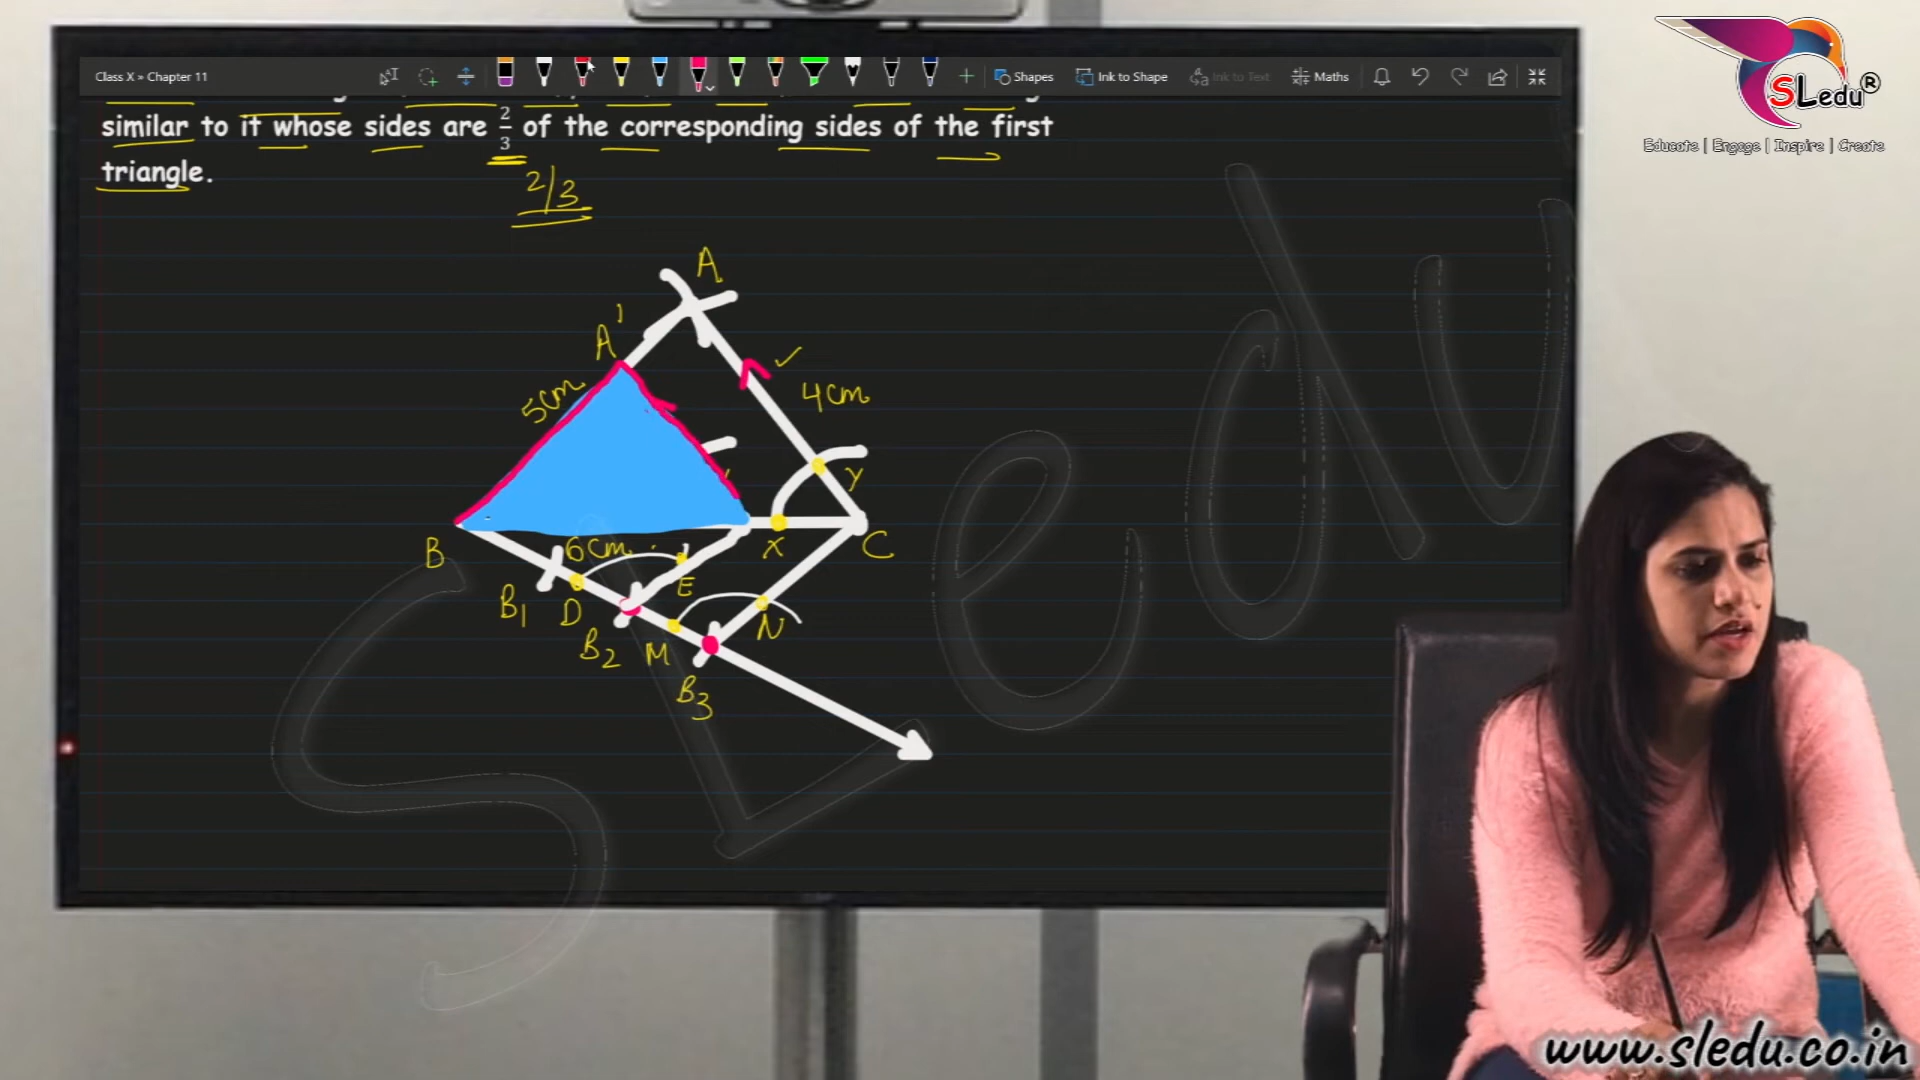 Class X » Chapter 11
Shapes
Ink to Shape
Ink to Text
Maths
SLedu®
Educate | Engage | Inspire | Create
similar to it whose sides are 2/3 of the corresponding sides of the first
triangle.
2/3
A
A'
5cm
4cm
Y
B
6cm
X
C
E
B1
D
B2
M
N
B3
SLedu
www.sledu.co.in